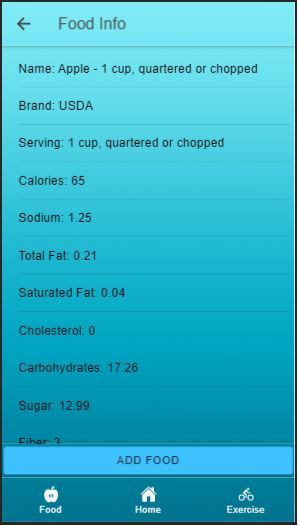 Food Info
Name: Apple - 1 cup, quartered or chopped
Brand: USDA
Serving: 1 cup, quartered or chopped
Calories: 65
Sodium: 1.25
Total Fat: 0.21
Saturated Fat: 0.04
Cholesterol: 0
Carbohydrates: 17.26
Sugar: 12.99
Fiber: 3
ADD FOOD
Food
Home
Exercise